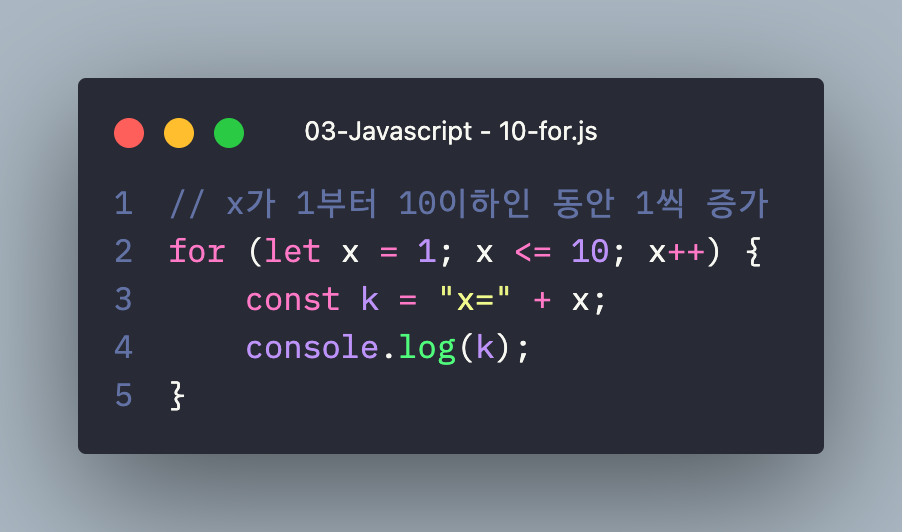 03-Javascript - 10-for.js
1 // x가 1부터 10이하인 동안 1씩 증가
2 for (let x = 1; x <= 10; x++) {
3     const k = "x=" + x;
4     console.log(k);
5 }